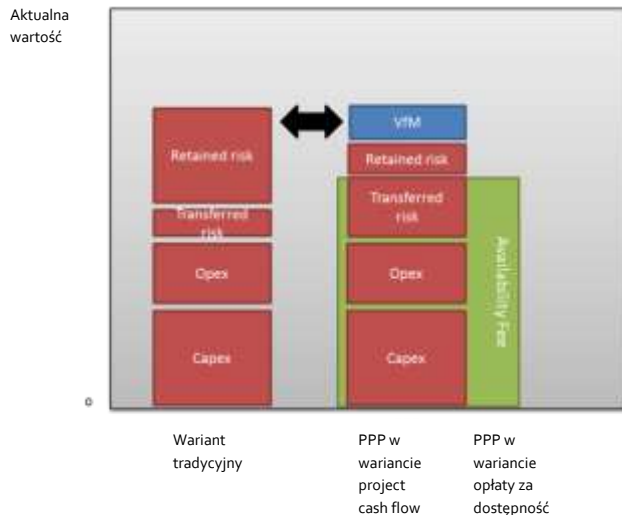 Aktualna
wartość
VfM
Retained risk
Retained risk
Transferred
risk
Transferred
risk
Opex
Opex
Availability Fee
Capex
Capex
0
Wariant
tradycyjny
PPP w
wariancie
project
cash flow
PPP w
wariancie
opłaty za
dostępność